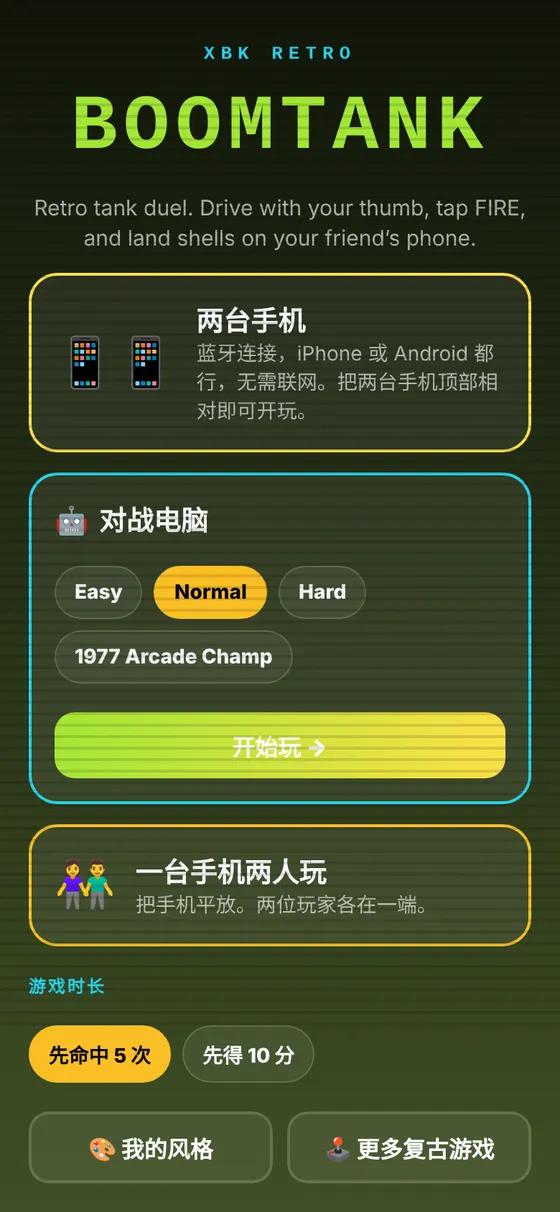 XBK RETRO
BOOMTANK
Retro tank duel. Drive with your thumb, tap FIRE,
and land shells on your friend’s phone.
两台手机
蓝牙连接，iPhone 或 Android 都
行，无需联网。把两台手机顶部相
对即可开玩。
对战电脑
Easy Normal Hard
1977 Arcade Champ
开始玩 →
一台手机两人玩
把手机平放。两位玩家各在一端。
游戏时长
先命中 5 次 先得 10 分
我的风格 更多复古游戏